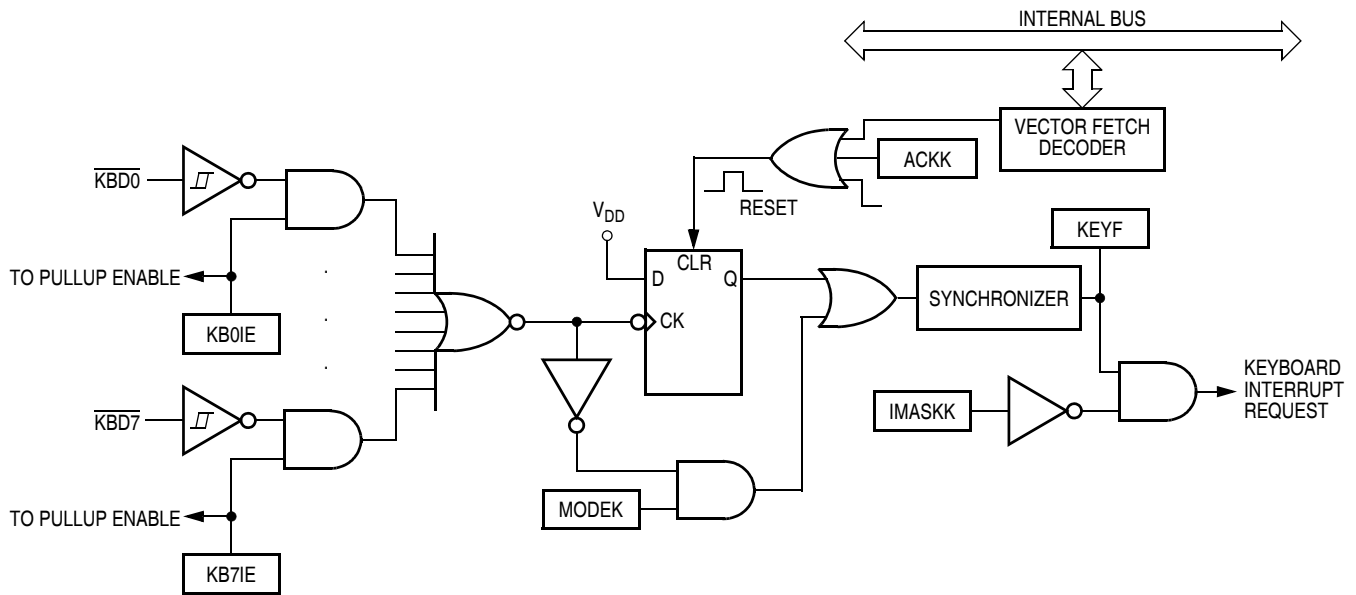 INTERNAL BUS
VECTOR FETCH
DECODER
ACKK
RESET
KBD0
TO PULLUP ENABLE
KB0IE
VDD
D
CLR
Q
CK
KEYF
SYNCHRONIZER
KBD7
TO PULLUP ENABLE
KB7IE
MODEK
IMASKK
KEYBOARD
INTERRUPT
REQUEST